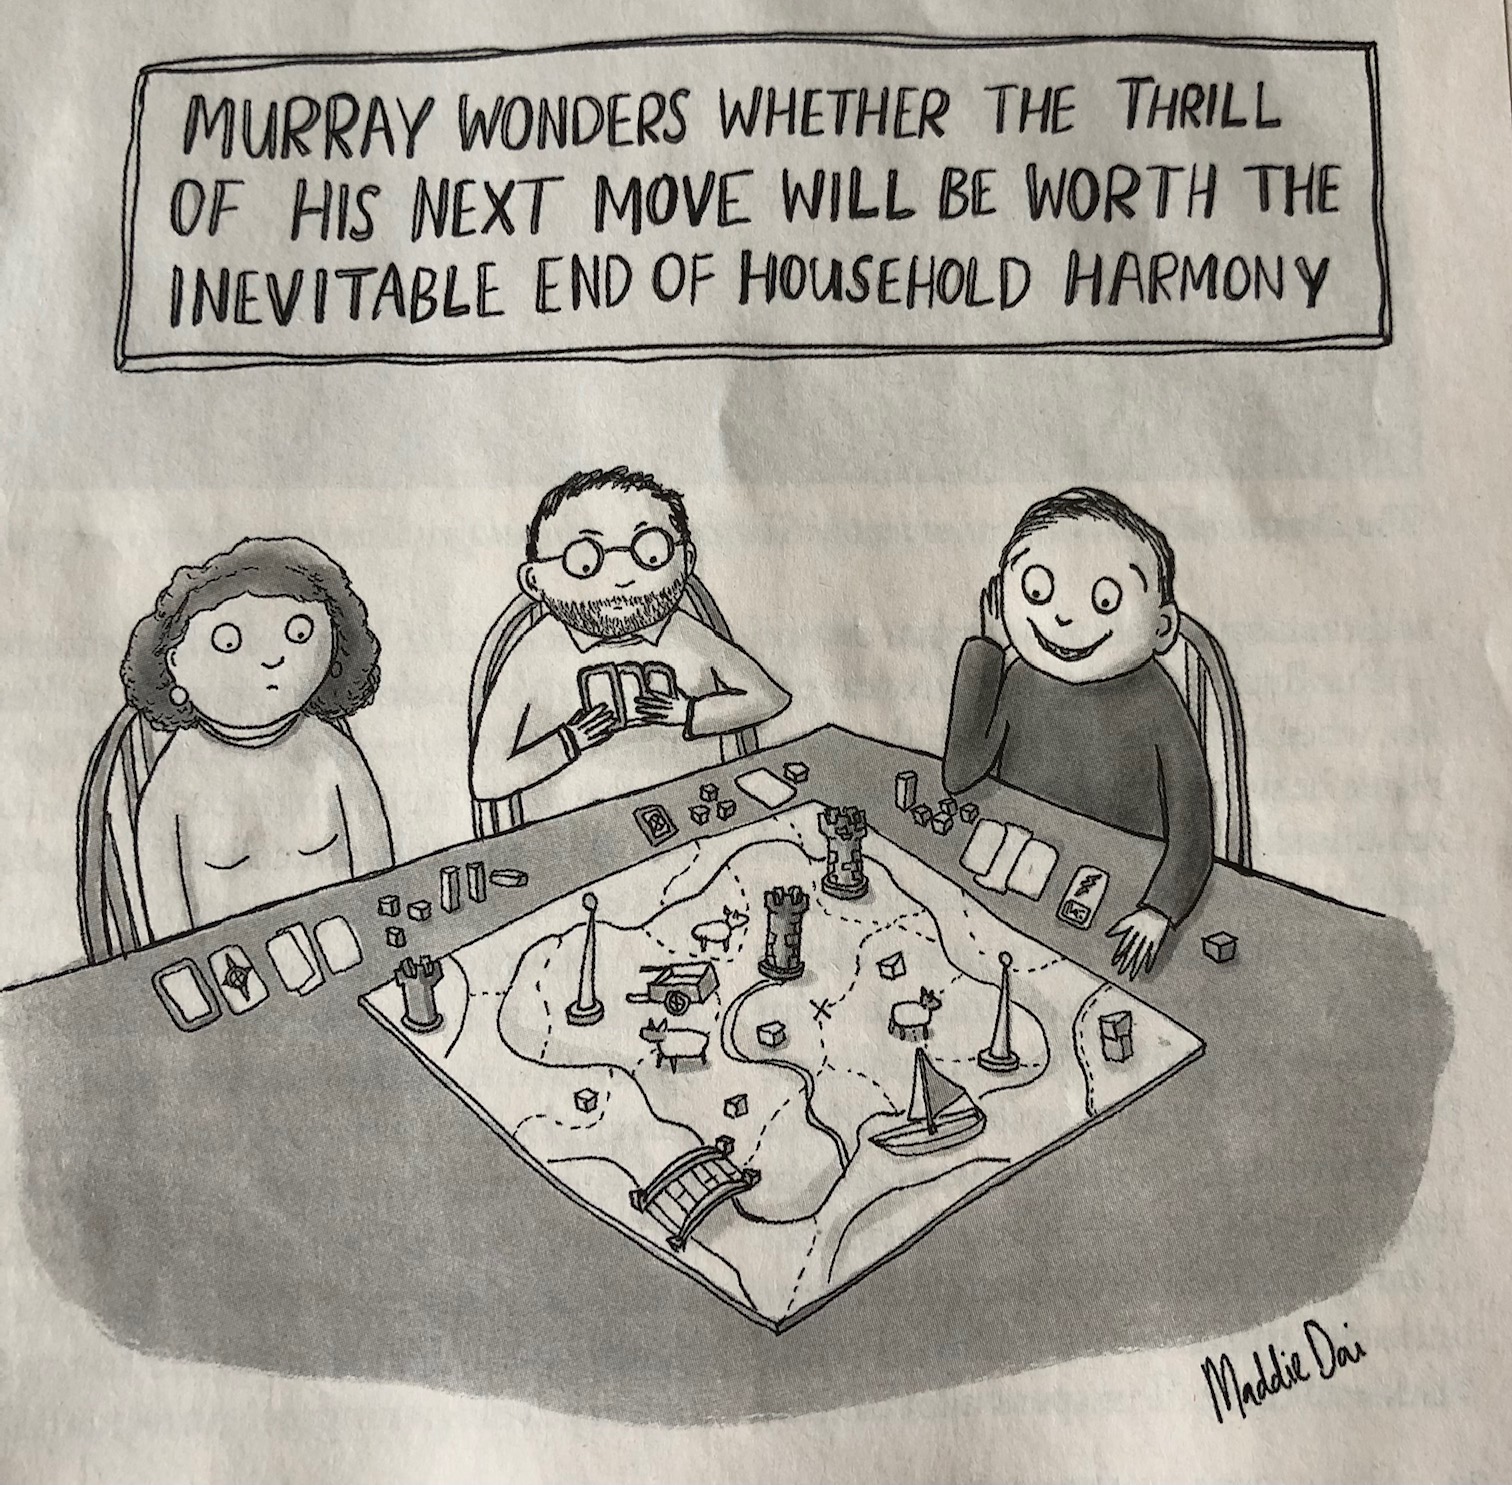 MURRAY WONDERS WHETHER THE THRILL
OF HIS NEXT MOVE WILL BE WORTH THE
INEVITABLE END OF HOUSEHOLD HARMONY
Maddie Dai